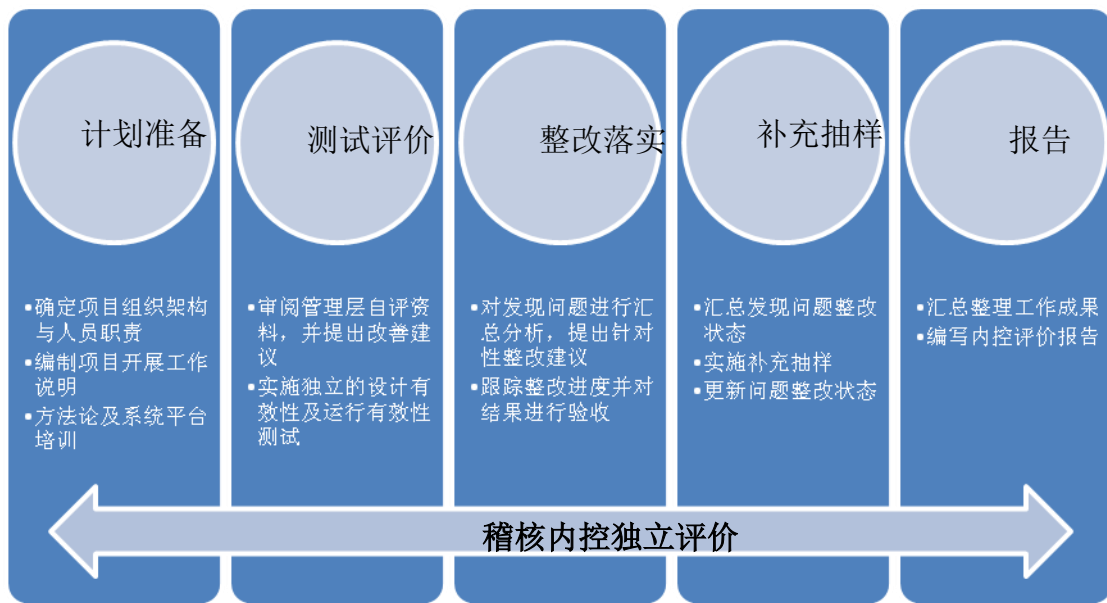 计划准备
•确定项目组织架构
与人员职责
•编制项目开展工作
说明
•方法论及系统平台
培训
测试评价
•审阅管理层自评资
料，并提出改善建
议
•实施独立的设计有
效性及运行有效性
测试
整改落实
•对发现问题进行汇
总分析，提出针对
性整改建议
•跟踪整改进度并对
结果进行验收
补充抽样
•汇总发现问题整改
状态
•实施补充抽样
•更新问题整改状态
报告
•汇总整理工作成果
•编写内控评价报告
稽核内控独立评价